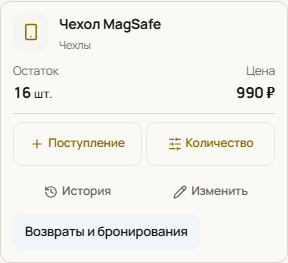 Чехол MagSafe
Чехлы
Остаток Цена
16 шт. 990 ₽
Поступление Количество
История Изменить
Возвраты и бронирования